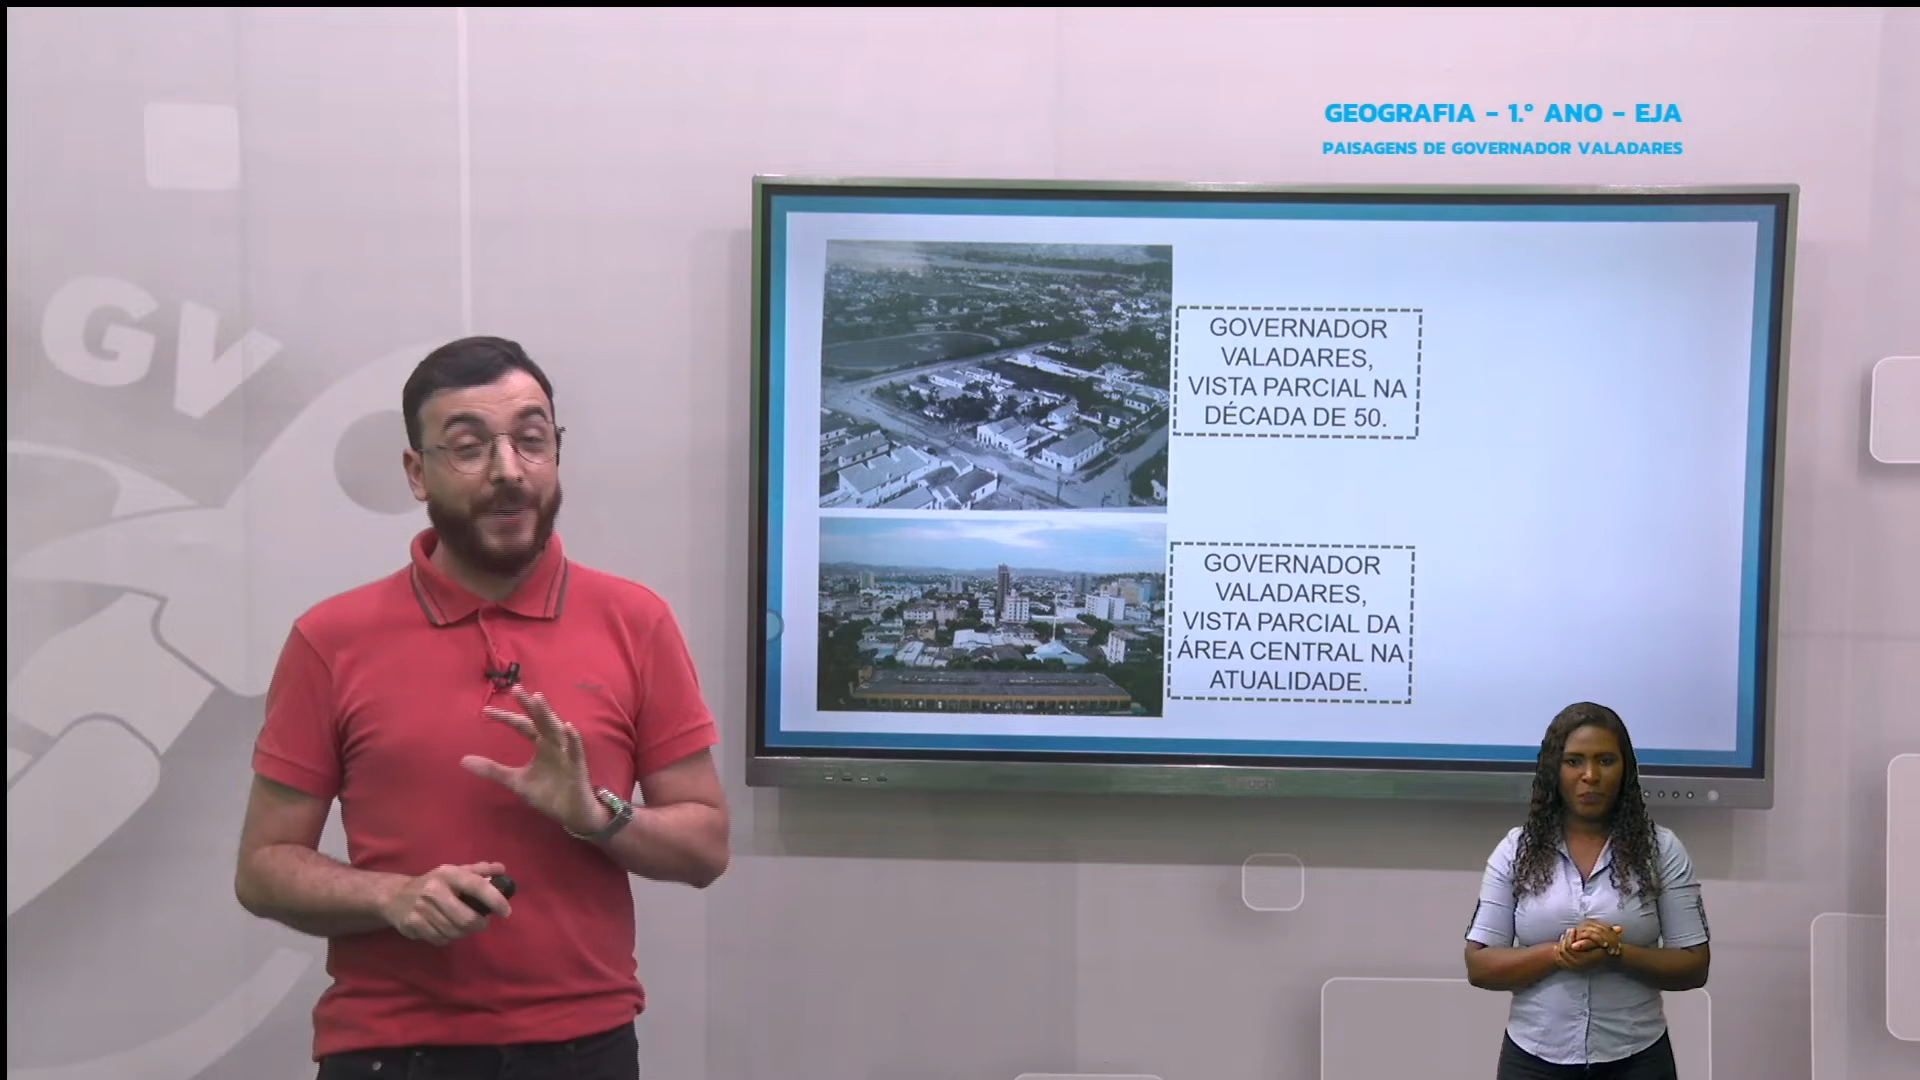 GEOGRAFIA - 1.º ANO - EJA
PAISAGENS DE GOVERNADOR VALADARES
GV
GOVERNADOR
VALADARES,
VISTA PARCIAL NA
DÉCADA DE 50.
GOVERNADOR
VALADARES,
VISTA PARCIAL DA
ÁREA CENTRAL NA
ATUALIDADE.